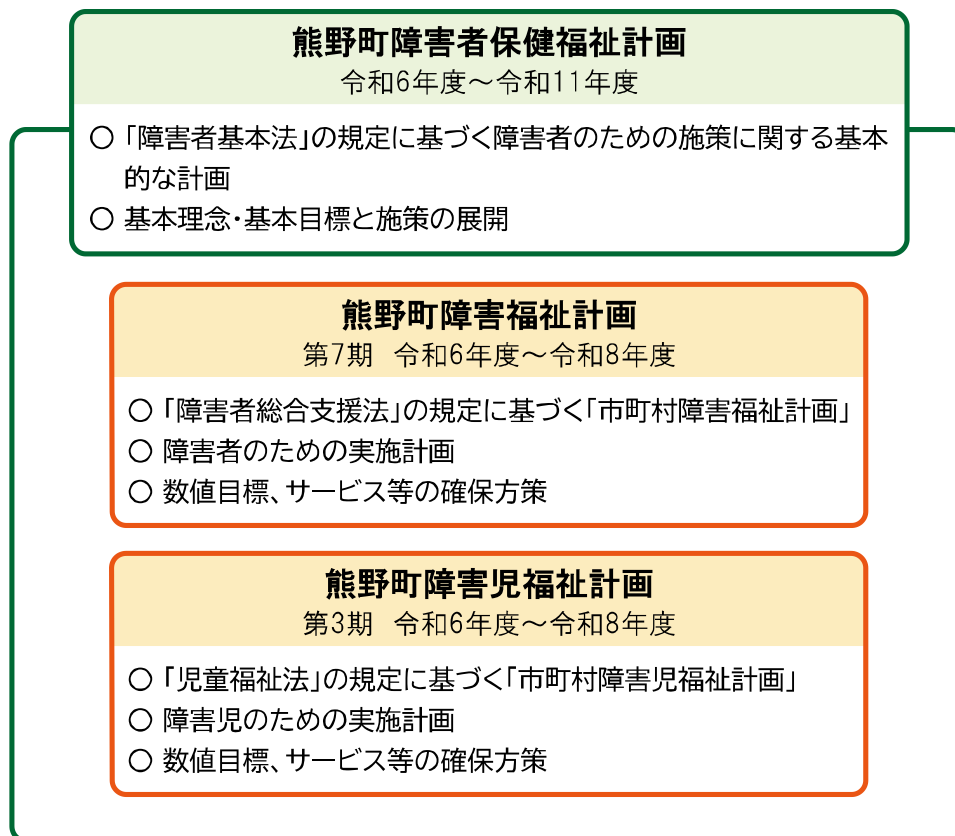 熊野町障害者保健福祉計画
令和6年度～令和11年度
○ 「障害者基本法」の規定に基づく障害者のための施策に関する基本
的な計画
○ 基本理念・基本目標と施策の展開
熊野町障害福祉計画
第7期 令和6年度～令和8年度
○ 「障害者総合支援法」の規定に基づく「市町村障害福祉計画」
○ 障害者のための実施計画
○ 数値目標、サービス等の確保方策
熊野町障害児福祉計画
第3期 令和6年度～令和8年度
○ 「児童福祉法」の規定に基づく「市町村障害児福祉計画」
○ 障害児のための実施計画
○ 数値目標、サービス等の確保方策